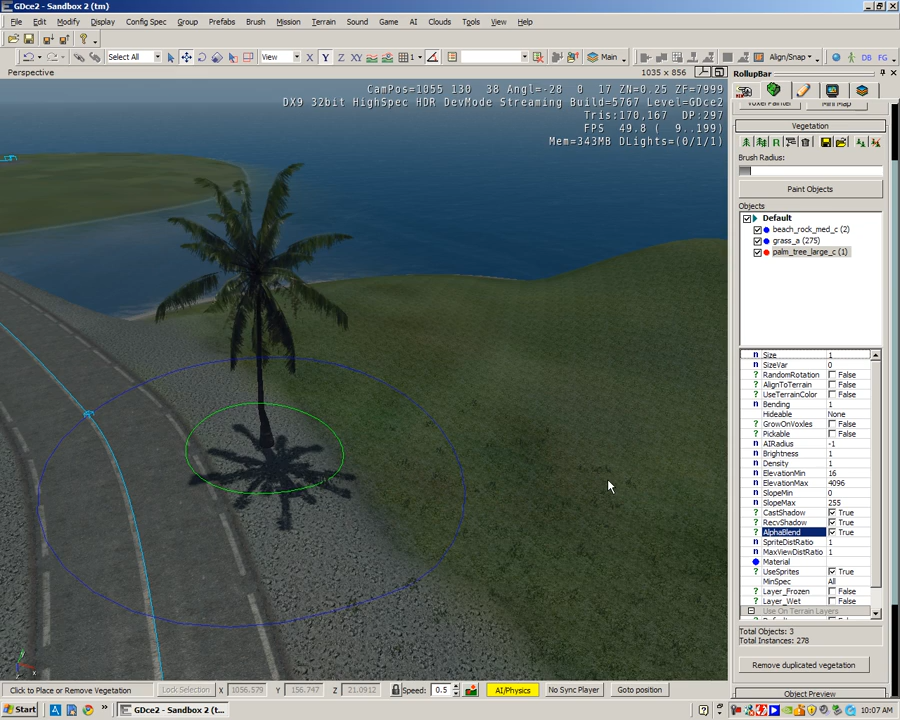 GDce2 - Sandbox 2 (tm)
File Edit Modify Display Config Spec Group Prefabs Brush Mission Terrain Sound Game AI Clouds Tools View Help
Select All View X Y Z XY 1 Main Align/Snap DB FG
Perspective 1035 x 856
RollupBar
CamPos=1055 130 38 Angl=-28 0 17 ZN=0.25 ZF=7999
DX9 32bit HighSpec HDR DevMode Streaming Build=5767 Level=GDce2
Tris:170,167 DP:297
FPS 49.8 ( 9..199)
Mem=343MB DLights=(0/1/1)
Voxel Painter Mini Map
Vegetation
Brush Radius:
Paint Objects
Objects
Default
beach_rock_med_c (2)
grass_a (275)
palm_tree_large_c (1)
Size 1
SizeVar 0
RandomRotation False
AlignToTerrain False
UseTerrainColor False
Bending 1
Hideable None
GrowOnVoxles False
Pickable False
AIRadius -1
Brightness 1
Density 1
ElevationMin 16
ElevationMax 4096
SlopeMin 0
SlopeMax 255
CastShadow True
RecvShadow True
AlphaBlend True
SpriteDistRatio 1
MaxViewDistRatio 1
Material
UseSprites True
MinSpec All
Layer_Frozen False
Layer_Wet False
Use On Terrain Layers
Total Objects: 3
Total Instances: 278
Remove duplicated vegetation
Object Preview
Click to Place or Remove Vegetation Lock Selection X 1056.579 Y 156.747 Z 21.0912 Speed: 0.5 AI/Physics No Sync Player Goto position
Start GDce2 - Sandbox 2 (t... 10:07 AM